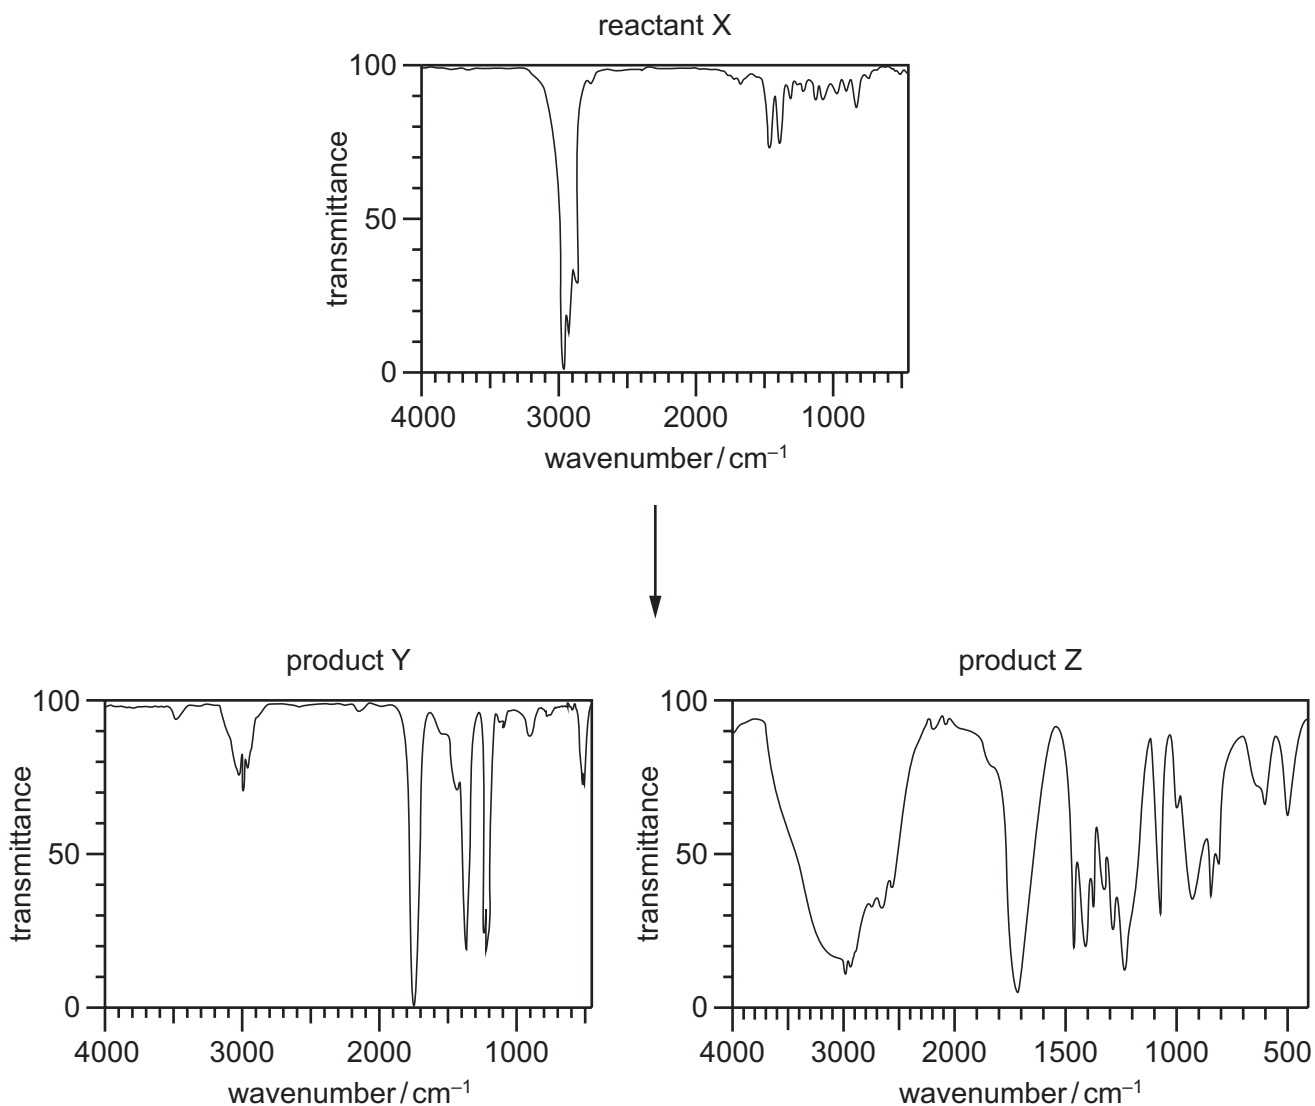 reactant X
100
50
0
transmittance
4000 3000 2000 1000
wavenumber / cm⁻¹
product Y
100
50
0
transmittance
4000 3000 2000 1000
wavenumber / cm⁻¹
product Z
100
50
0
transmittance
4000 3000 2000 1500 1000 500
wavenumber / cm⁻¹